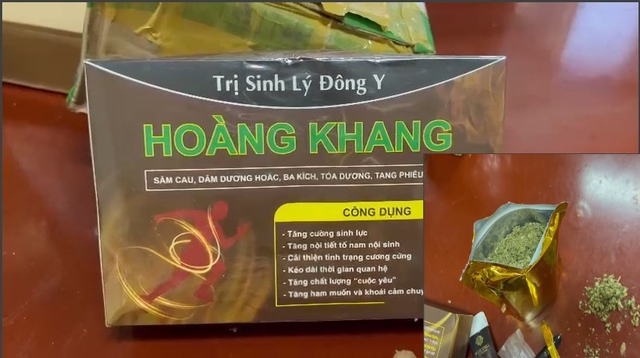 Trị Sinh Lý Đông Y
HOÀNG KHANG
SÂM CAU, DÂM DƯƠNG HOẮC, BA KÍCH, TỎA DƯƠNG, TANG PHIÊU
CÔNG DỤNG
- Tăng cường sinh lực
- Tăng nội tiết tố nam nội sinh
- Cải thiện tình trạng cương cứng
- Kéo dài thời gian quan hệ
- Tăng chất lượng "cuộc yêu"
- Tăng ham muốn và khoái cảm